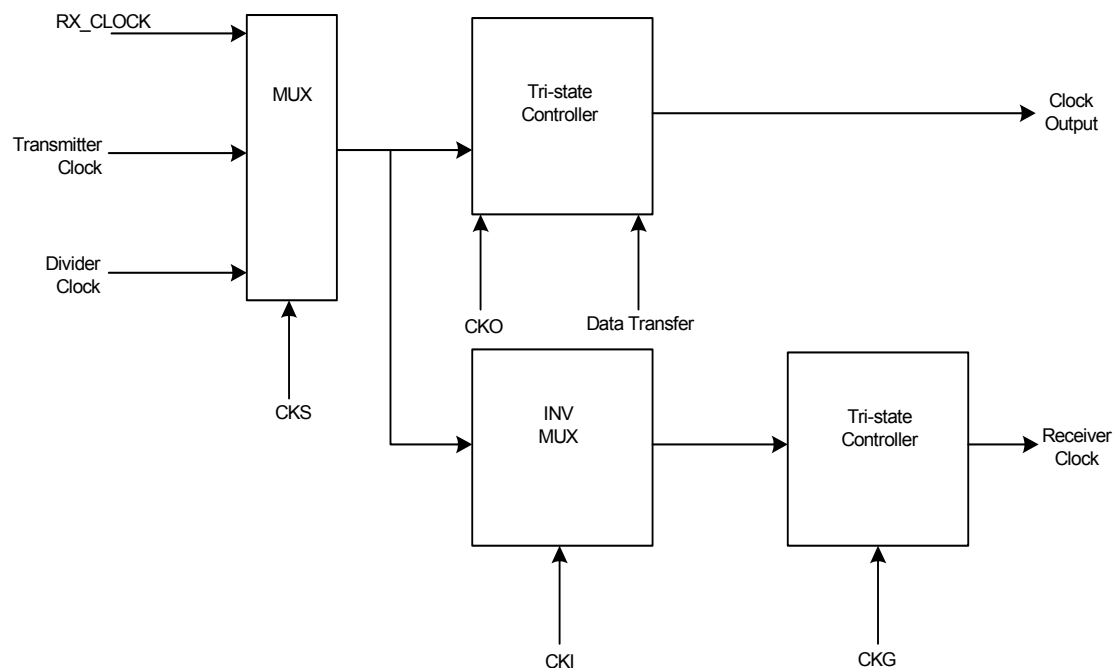 RX_CLOCK
MUX
Tri-state
Controller
Clock
Output
Transmitter
Clock
Divider
Clock
CKO
Data Transfer
CKS
INV
MUX
Tri-state
Controller
Receiver
Clock
CKI
CKG